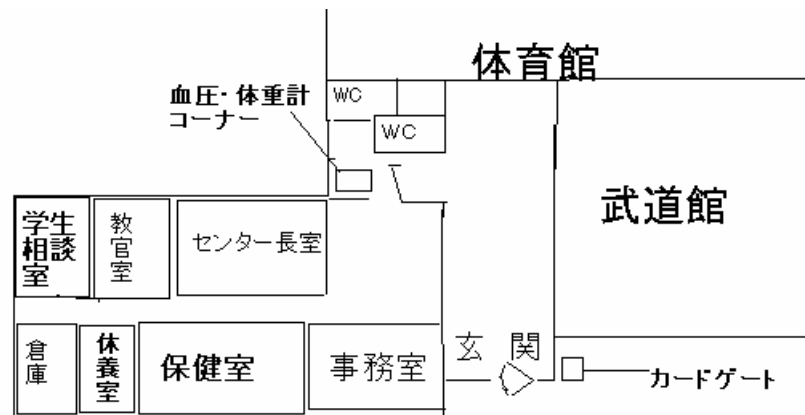 体育館
血圧・体重計
コーナー
WC
WC
武道館
学生
相談
室
教
官
室
センター長室
倉
庫
休
養
室
保健室
事務室
玄関
カードゲート